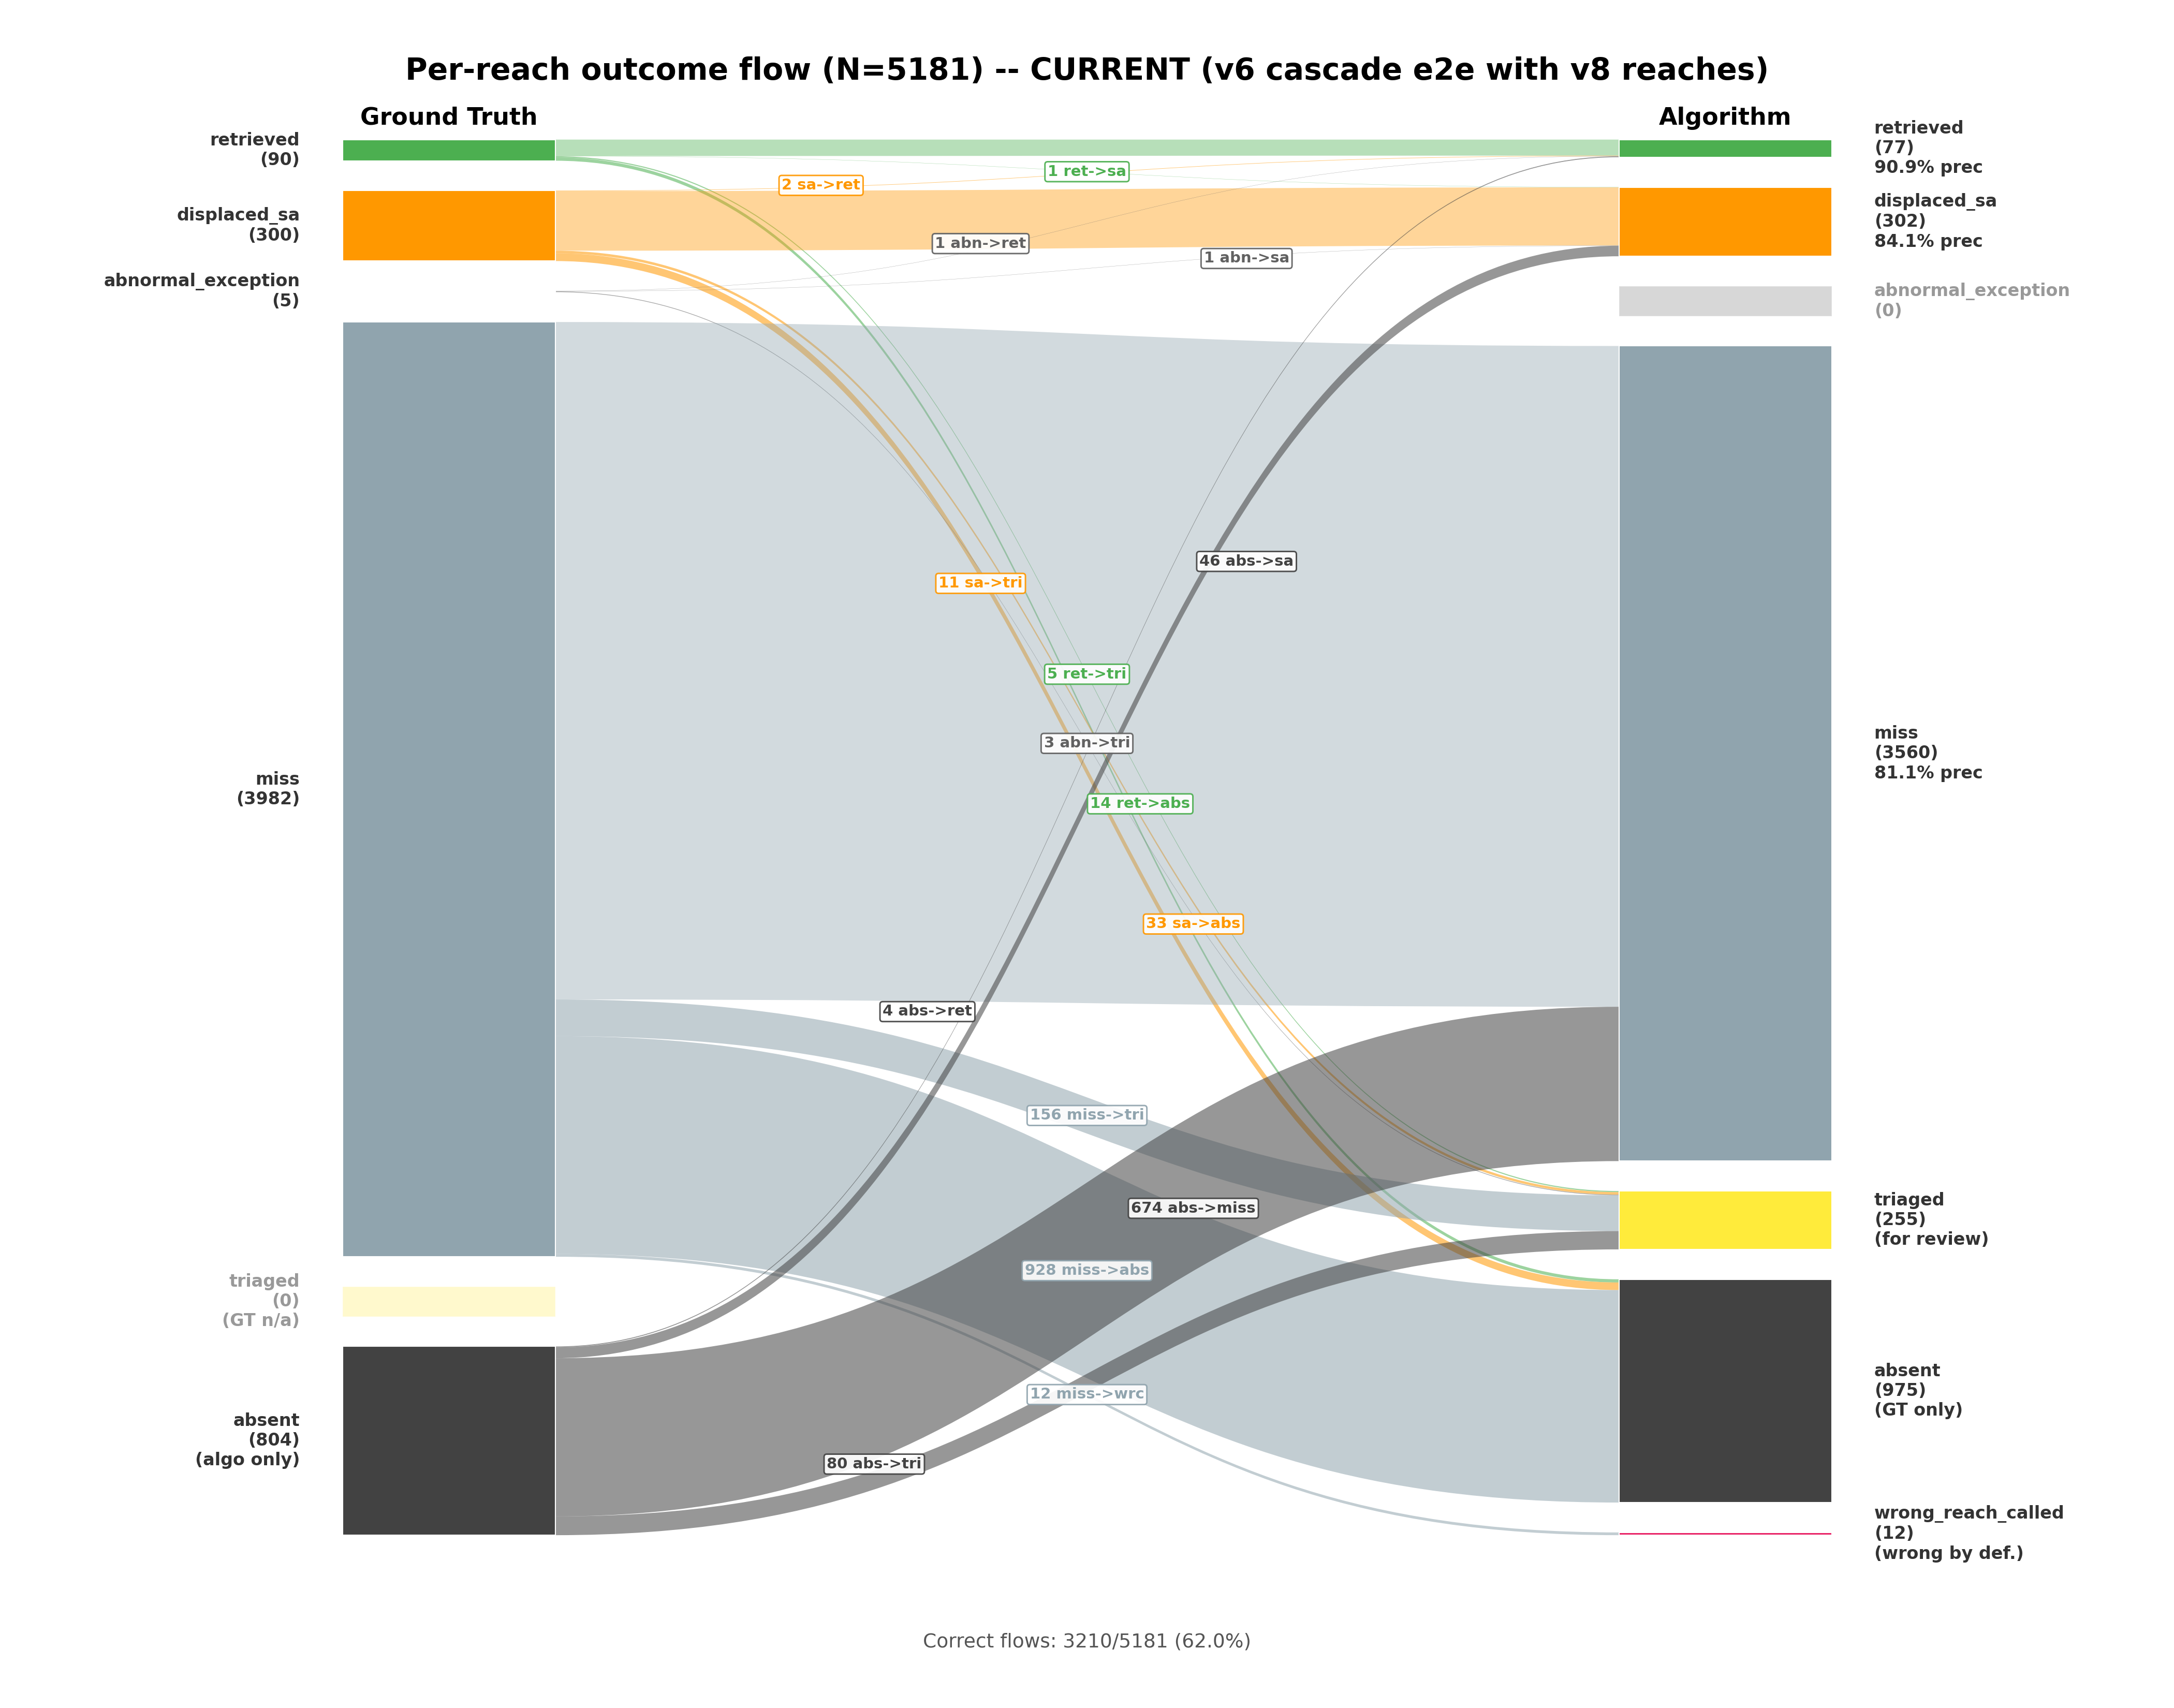 Per-reach outcome flow (N=5181) -- CURRENT (v6 cascade e2e with v8 reaches)
Ground Truth
Algorithm
retrieved
(90)
displaced_sa
(300)
abnormal_exception
(5)
miss
(3982)
triaged
(0)
(GT n/a)
absent
(804)
(algo only)
1 ret->sa
2 sa->ret
1 abn->ret
1 abn->sa
46 abs->sa
11 sa->tri
5 ret->tri
3 abn->tri
14 ret->abs
33 sa->abs
4 abs->ret
156 miss->tri
674 abs->miss
928 miss->abs
12 miss->wrc
80 abs->tri
retrieved
(77)
90.9% prec
displaced_sa
(302)
84.1% prec
abnormal_exception
(0)
miss
(3560)
81.1% prec
triaged
(255)
(for review)
absent
(975)
(GT only)
wrong_reach_called
(12)
(wrong by def.)
Correct flows: 3210/5181 (62.0%)